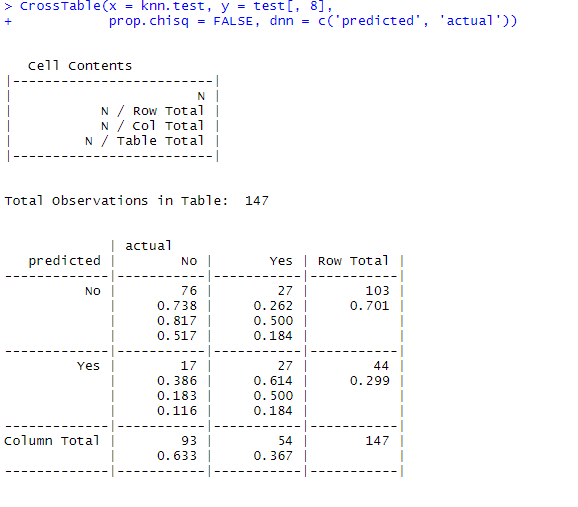 > CrossTable(x = knn.test, y = test[, 8],
+            prop.chisq = FALSE, dnn = c('predicted', 'actual'))
   Cell Contents
|-------------------------|
|                       N |
|           N / Row Total |
|           N / Col Total |
|         N / Table Total |
|-------------------------|
Total Observations in Table:  147
             | actual
   predicted |        No |       Yes | Row Total |
-------------|-----------|-----------|-----------|
          No |        76 |        27 |       103 |
             |     0.738 |     0.262 |     0.701 |
             |     0.817 |     0.500 |           |
             |     0.517 |     0.184 |           |
-------------|-----------|-----------|-----------|
         Yes |        17 |        27 |        44 |
             |     0.386 |     0.614 |     0.299 |
             |     0.183 |     0.500 |           |
             |     0.116 |     0.184 |           |
-------------|-----------|-----------|-----------|
Column Total |        93 |        54 |       147 |
             |     0.633 |     0.367 |           |
-------------|-----------|-----------|-----------|